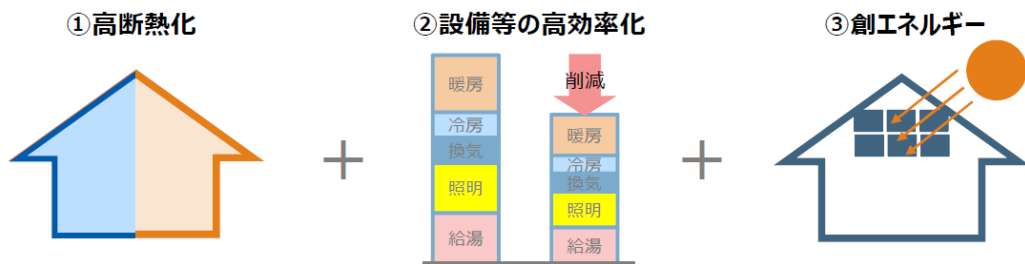 ①高断熱化
②設備等の高効率化
③創エネルギー
暖房
冷房
換気
照明
給湯
削減
暖房
冷房
換気
照明
給湯